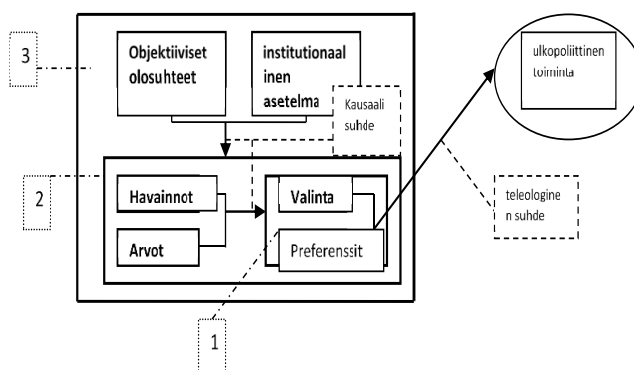 3
Objektiiviset
olosuhteet
institutionaal
inen
asetelma
ulkopoliittinen
toiminta
Kausaali
suhde
2
Havainnot
Arvot
Valinta
Preferenssit
teleologine
n suhde
1